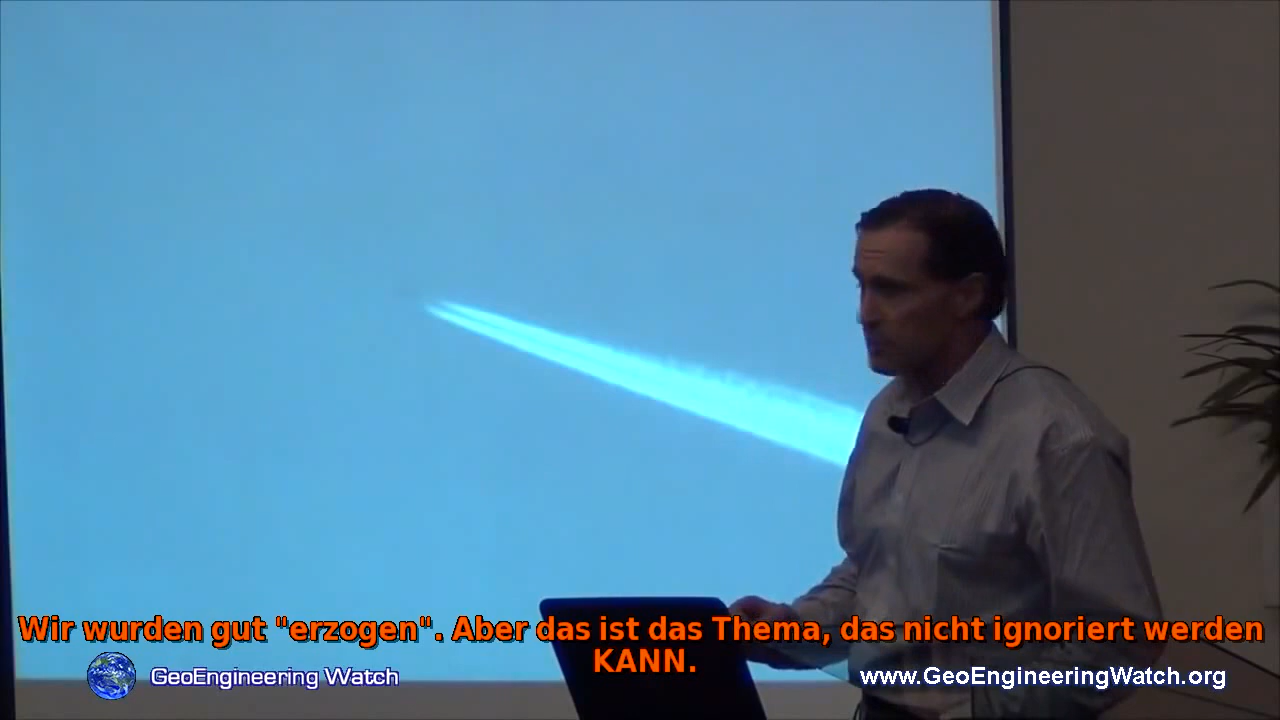 Wir wurden gut "erzogen". Aber das ist das Thema, das nicht ignoriert werden
KANN.
GeoEngineering Watch
www.GeoEngineeringWatch.org